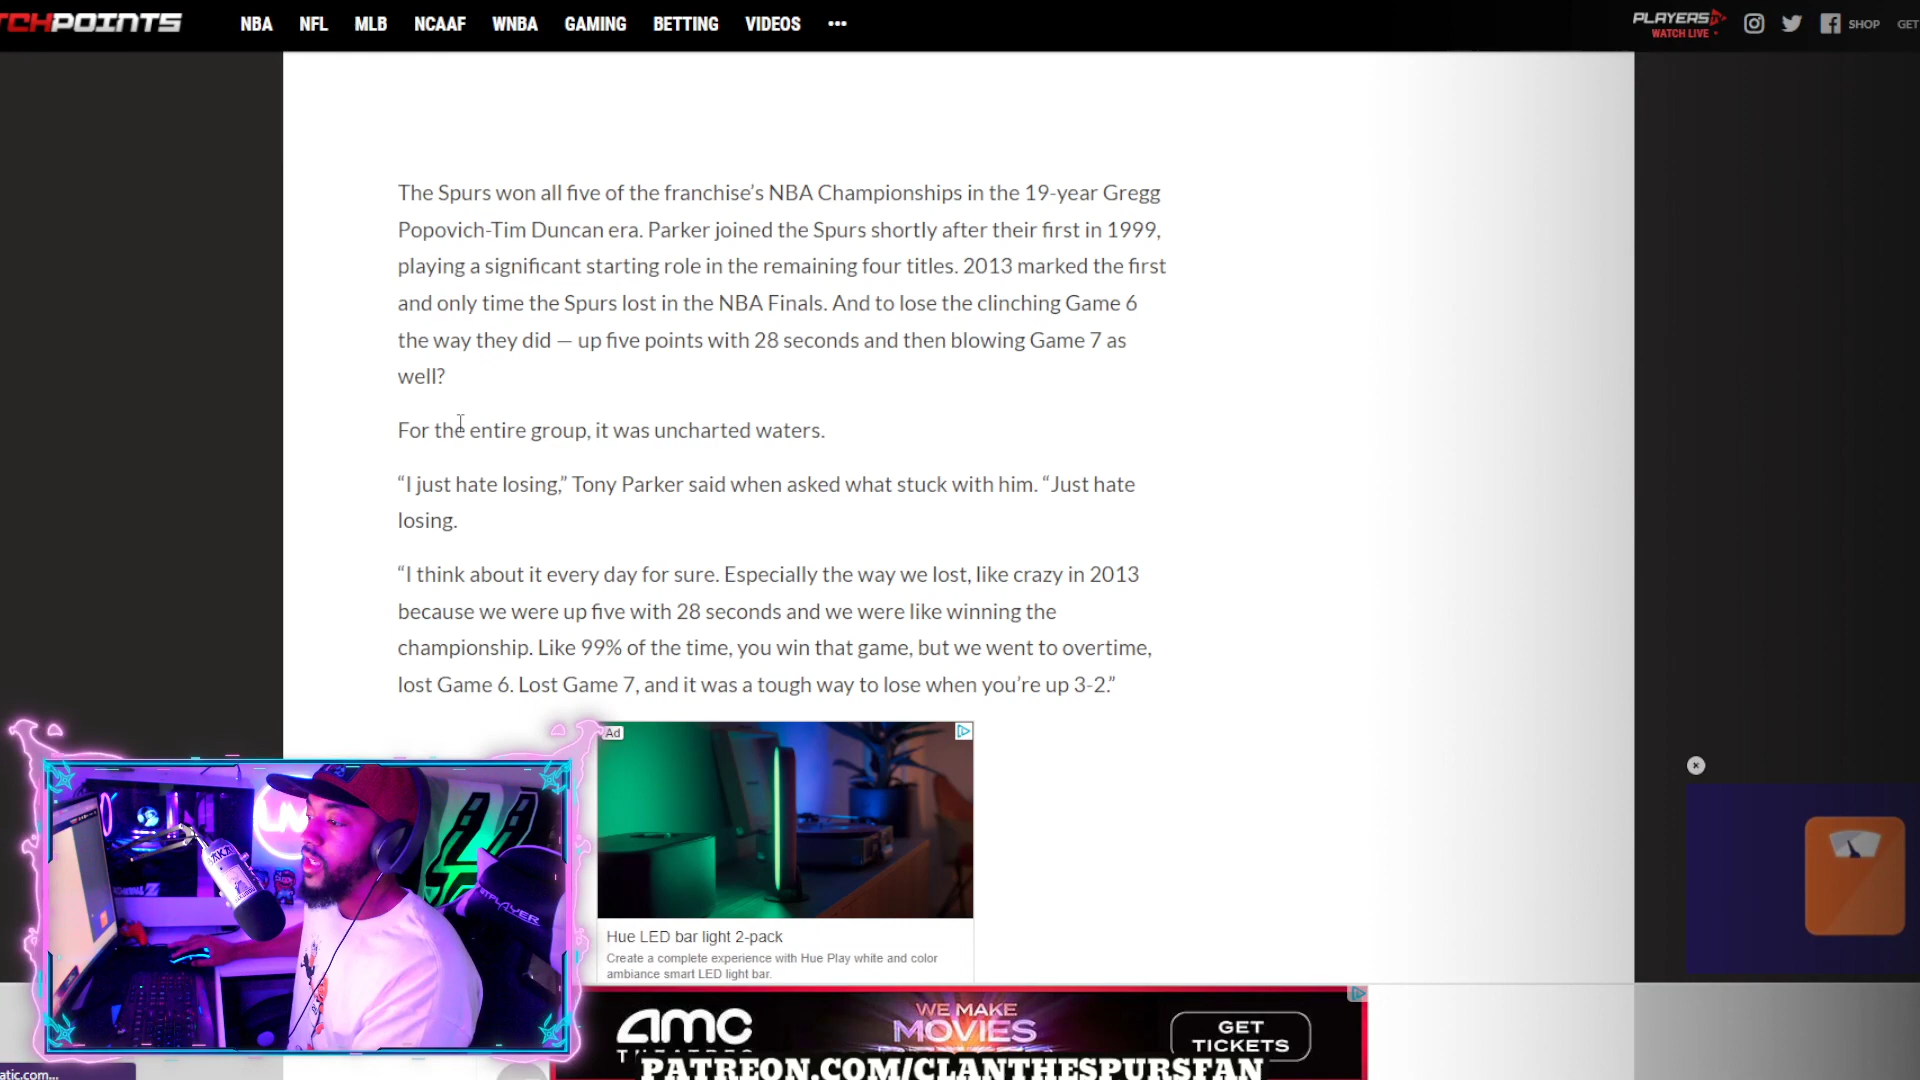 CHPOINTS NBA NFL MLB NCAAF WNBA GAMING BETTING VIDEOS ••• PLAYERS TV WATCH LIVE SHOP GET
The Spurs won all five of the franchise’s NBA Championships in the 19-year Gregg
Popovich-Tim Duncan era. Parker joined the Spurs shortly after their first in 1999,
playing a significant starting role in the remaining four titles. 2013 marked the first
and only time the Spurs lost in the NBA Finals. And to lose the clinching Game 6
the way they did — up five points with 28 seconds and then blowing Game 7 as
well?
For the entire group, it was uncharted waters.
“I just hate losing,” Tony Parker said when asked what stuck with him. “Just hate
losing.
“I think about it every day for sure. Especially the way we lost, like crazy in 2013
because we were up five with 28 seconds and we were like winning the
championship. Like 99% of the time, you win that game, but we went to overtime,
lost Game 6. Lost Game 7, and it was a tough way to lose when you’re up 3-2.”
Ad
Hue LED bar light 2-pack
Create a complete experience with Hue Play white and color
ambiance smart LED light bar.
amc
WE MAKE
MOVIES
GET
TICKETS
PATREON.COM/CLANTHESPURSFAN
atic.com...